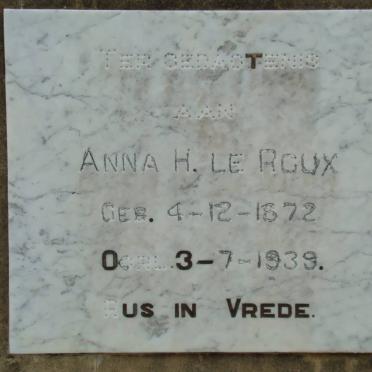 TER GEDAGTENIS
AAN
ANNA H. LE ROUX
GEB. 4-12-1872
OORL. 3-7-1939.
RUS IN VREDE.